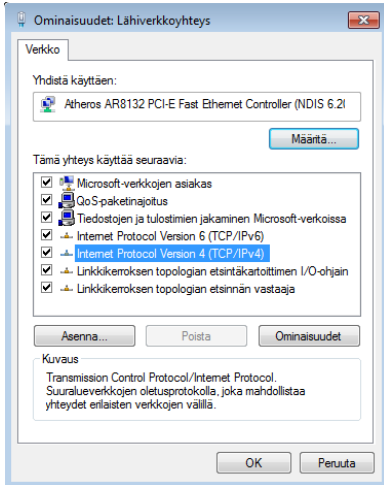 Ominaisuudet: Lähiverkkoyhteys
Verkko
Yhdistä käyttäen:
Atheros AR8132 PCI-E Fast Ethernet Controller (NDIS 6.20
Määritä...
Tämä yhteys käyttää seuraavia:
Microsoft-verkkojen asiakas
QoS-paketinajoitus
Tiedostojen ja tulostimien jakaminen Microsoft-verkoissa
Internet Protocol Version 6 (TCP/IPv6)
Internet Protocol Version 4 (TCP/IPv4)
Linkkikerroksen topologian etsintäkartoittimen I/O-ohjain
Linkkikerroksen topologian etsinnän vastaaja
Asenna... Poista Ominaisuudet
Kuvaus
Transmission Control Protocol/Internet Protocol.
Suuralueverkkojen oletusprotokolla, joka mahdollistaa
yhteydet erilaisten verkkojen välillä.
OK Peruuta